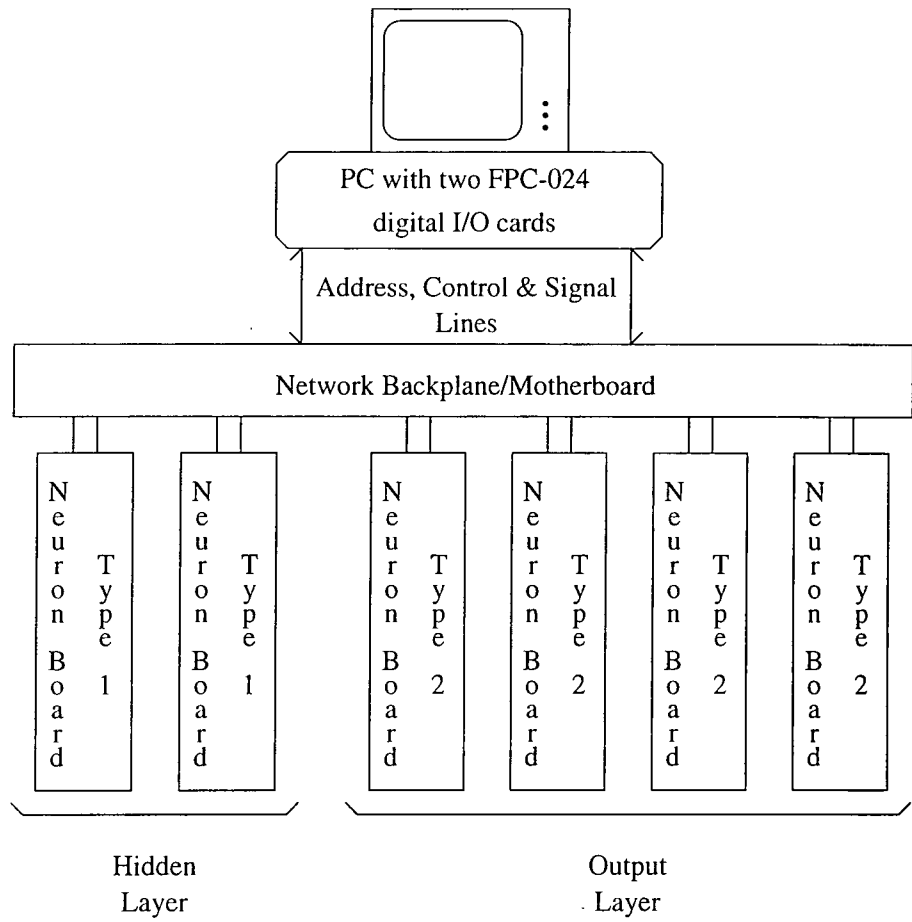 PC with two FPC-024
digital I/O cards
Address, Control & Signal
Lines
Network Backplane/Motherboard
Neuron Board
Type 1
Neuron Board
Type 1
Neuron Board
Type 2
Neuron Board
Type 2
Neuron Board
Type 2
Neuron Board
Type 2
Hidden
Layer
Output
Layer